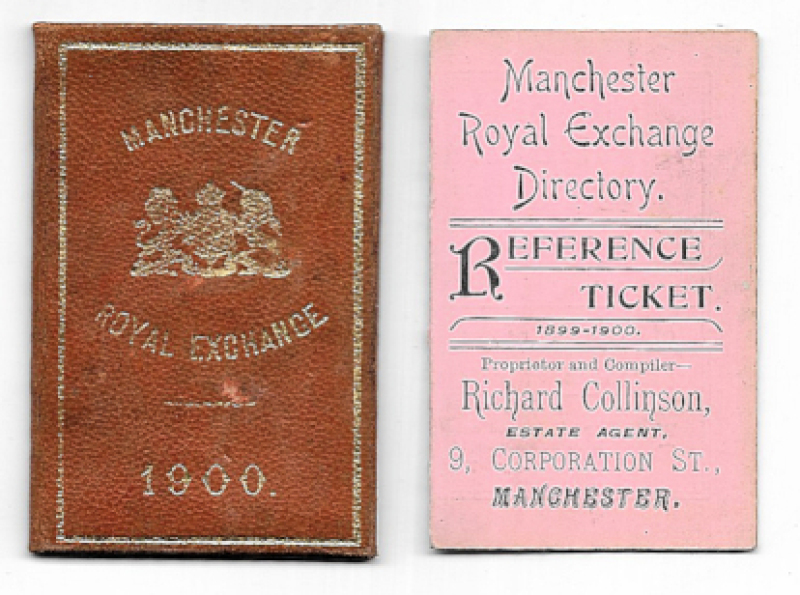 MANCHESTER
ROYAL EXCHANGE
1900.
Manchester
Royal Exchange
Directory.
REFERENCE
TICKET.
1899-1900.
Proprietor and Compiler—
Richard Collinson,
ESTATE AGENT,
9, CORPORATION ST.,
MANCHESTER.